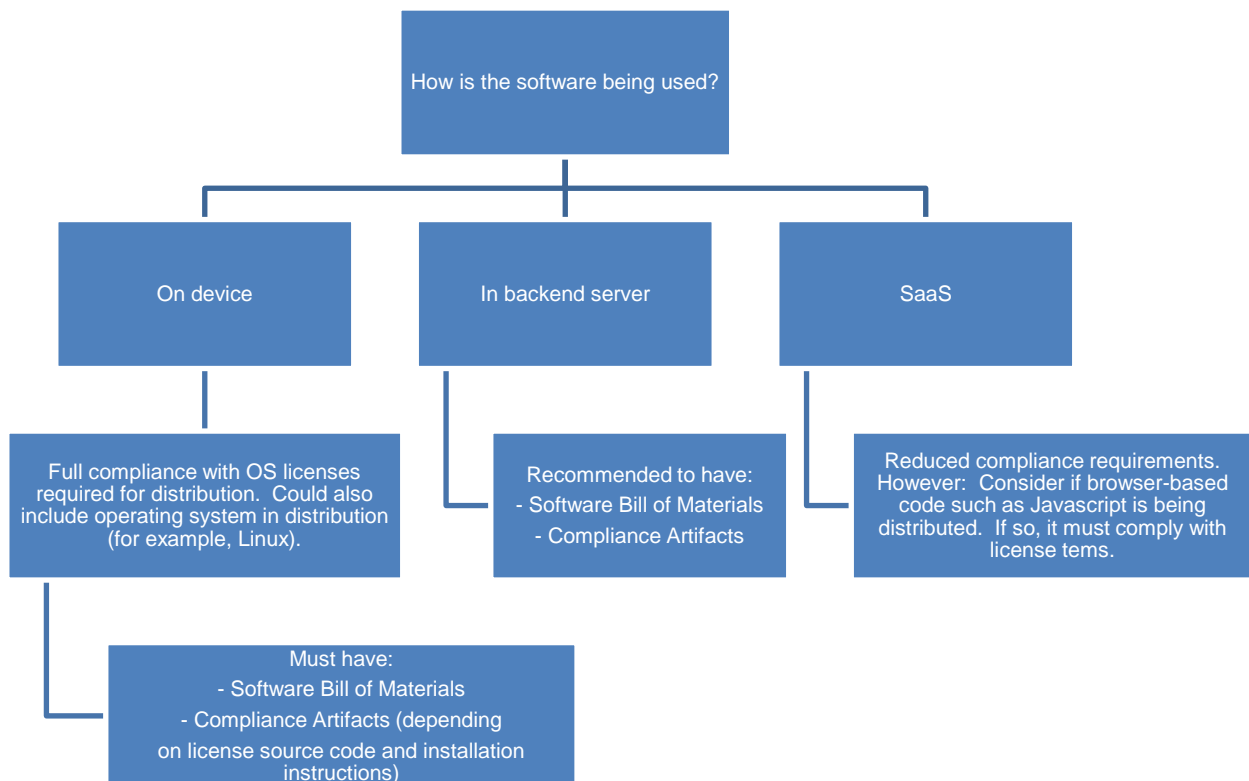 How is the software being used?
On device
In backend server
SaaS
Full compliance with OS licenses
required for distribution.  Could also
include operating system in distribution
(for example, Linux).
Recommended to have:
- Software Bill of Materials
- Compliance Artifacts
Reduced compliance requirements.
However:  Consider if browser-based
code such as Javascript is being
distributed.  If so, it must comply with
license tems.
Must have:
- Software Bill of Materials
- Compliance Artifacts (depending
on license source code and installation
instructions)